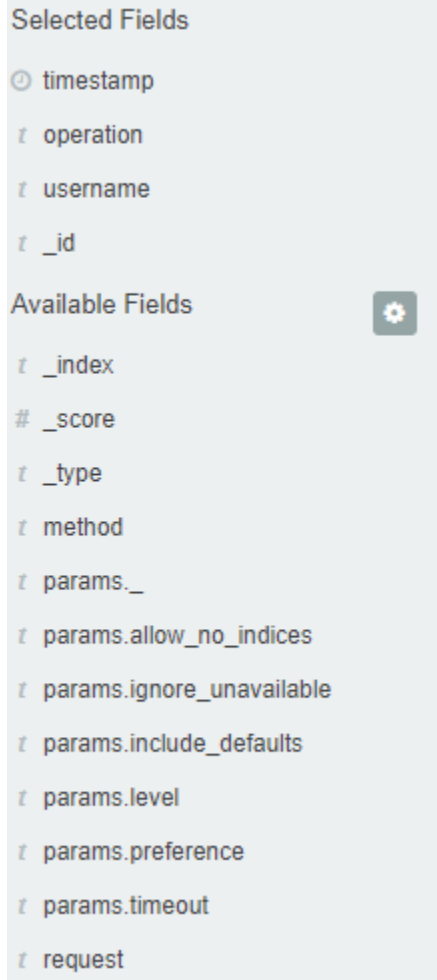 Selected Fields
timestamp
t operation
t username
t _id
Available Fields
t _index
# _score
t _type
t method
t params._
t params.allow_no_indices
t params.ignore_unavailable
t params.include_defaults
t params.level
t params.preference
t params.timeout
t request